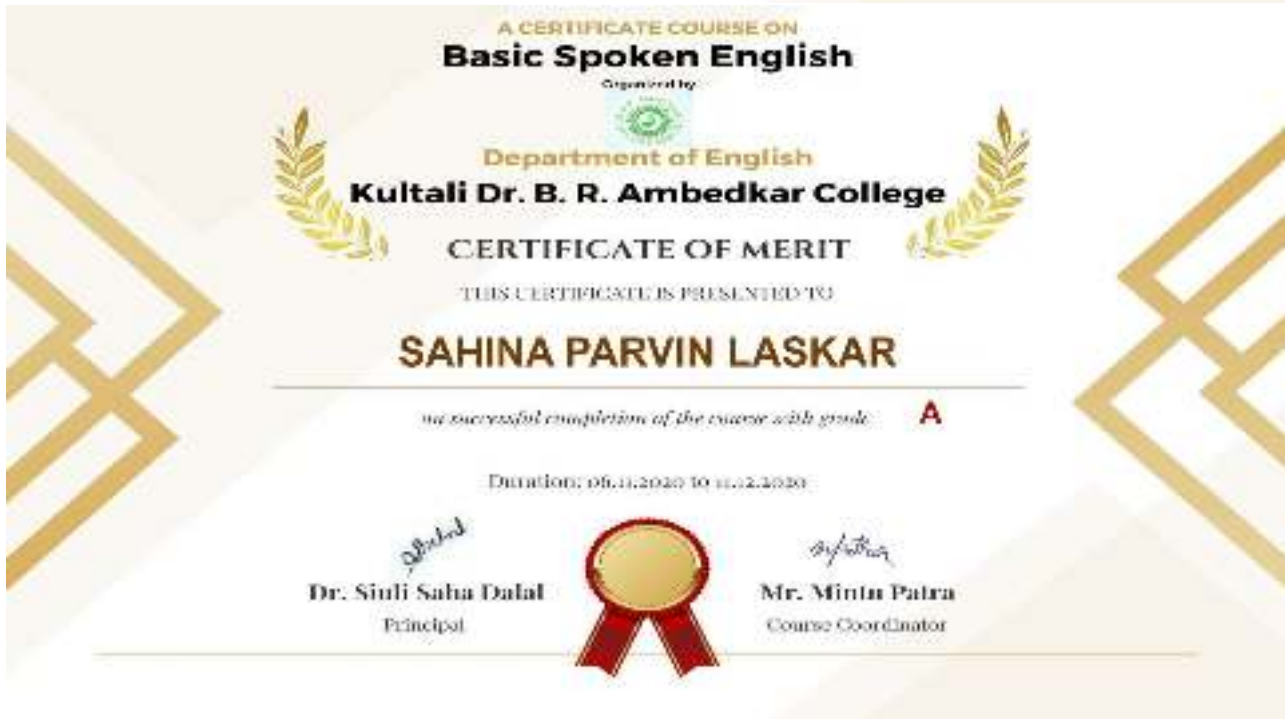 A CERTIFICATE COURSE ON
Basic Spoken English
Organized by
Department of English
Kultali Dr. B. R. Ambedkar College
CERTIFICATE OF MERIT
THIS CERTIFICATE IS PRESENTED TO
SAHINA PARVIN LASKAR
on successful completion of the course with grade A
Duration: 06.11.2020 to 11.12.2020
Dr. Siuli Saha Dalal Mr. Mintu Patra
Principal Course Coordinator